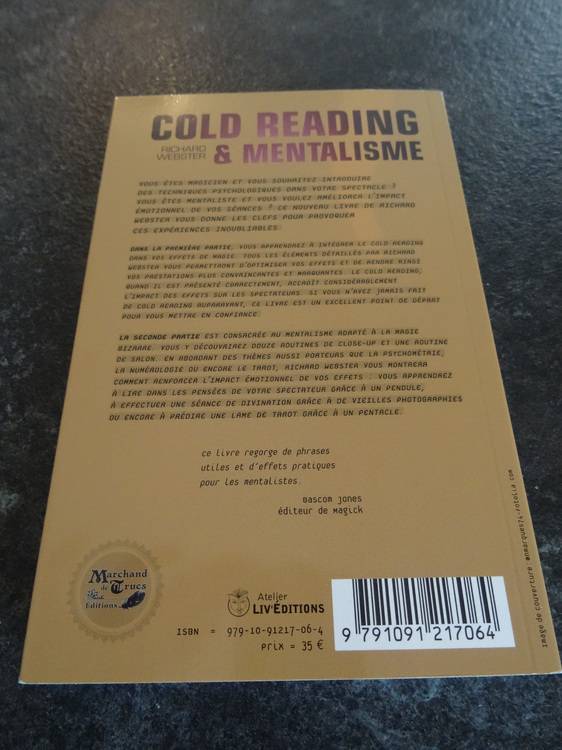 COLD READING
RICHARD
WEBSTER
& MENTALISME
VOUS ÊTES MAGICIEN ET VOUS SOUHAITEZ INTRODUIRE
DES TECHNIQUES PSYCHOLOGIQUES DANS VOTRE SPECTACLE ?
VOUS ÊTES MENTALISTE ET VOUS VOULEZ AMÉLIORER L'IMPACT
ÉMOTIONNEL DE VOS SÉANCES ? CE NOUVEAU LIVRE DE RICHARD
WEBSTER VOUS DONNE LES CLEFS POUR PROVOQUER
CES EXPÉRIENCES INOUBLIABLES.
DANS LA PREMIÈRE PARTIE, VOUS APPRENDREZ À INTÉGRER LE COLD READING
DANS VOS EFFETS DE MAGIE. TOUS LES ÉLÉMENTS DÉTAILLÉS PAR RICHARD
WEBSTER VOUS PERMETTRONT D'OPTIMISER VOS EFFETS ET DE RENDRE AINSI
VOS PRESTATIONS PLUS CONVAINCANTES ET MARQUANTES. LE COLD READING,
QUAND IL EST PRÉSENTÉ CORRECTEMENT, ACCROÎT CONSIDÉRABLEMENT
L'IMPACT DES EFFETS SUR LES SPECTATEURS. SI VOUS N'AVEZ JAMAIS FAIT
DE COLD READING AUPARAVANT, CE LIVRE EST UN EXCELLENT POINT DE DÉPART
POUR VOUS METTRE EN CONFIANCE.
LA SECONDE PARTIE EST CONSACRÉE AU MENTALISME ADAPTÉ À LA MAGIE
BIZARRE. VOUS Y DÉCOUVRIREZ DOUZE ROUTINES DE CLOSE-UP ET UNE ROUTINE
DE SALON. EN ABORDANT DES THÈMES AUSSI PORTEURS QUE LA PSYCHOMÉTRIE,
LA NUMÉROLOGIE OU ENCORE LE TAROT, RICHARD WEBSTER VOUS MONTRERA
COMMENT RENFORCER L'IMPACT ÉMOTIONNEL DE VOS EFFETS : VOUS APPRENDREZ
À LIRE DANS LES PENSÉES DE VOTRE SPECTATEUR GRÂCE À UN PENDULE,
À EFFECTUER UNE SÉANCE DE DIVINATION GRÂCE À DE VIEILLES PHOTOGRAPHIES
OU ENCORE À PRÉDIRE UNE LAME DE TAROT GRÂCE À UN PENTACLE.
ce livre regorge de phrases
utiles et d'effets pratiques
pour les mentalistes.
Bascom Jones
éditeur de Magick
Marchand
de Trucs
Éditions
Atelier
LIV'ÉDITIONS
ISBN = 979-10-91217-06-4
Prix = 35 €
9 791091 217064
Image de couverture : ©nmarques74-Fotolia.com